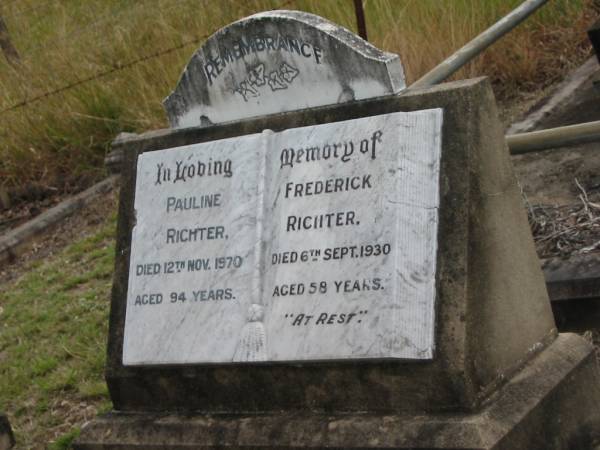 REMEMBRANCE
In Loving
PAULINE
RICHTER,
DIED 12TH NOV. 1970
AGED 94 YEARS.
Memory of
FREDERICK
RICHTER.
DIED 6TH SEPT. 1930
AGED 58 YEARS.
"AT REST."